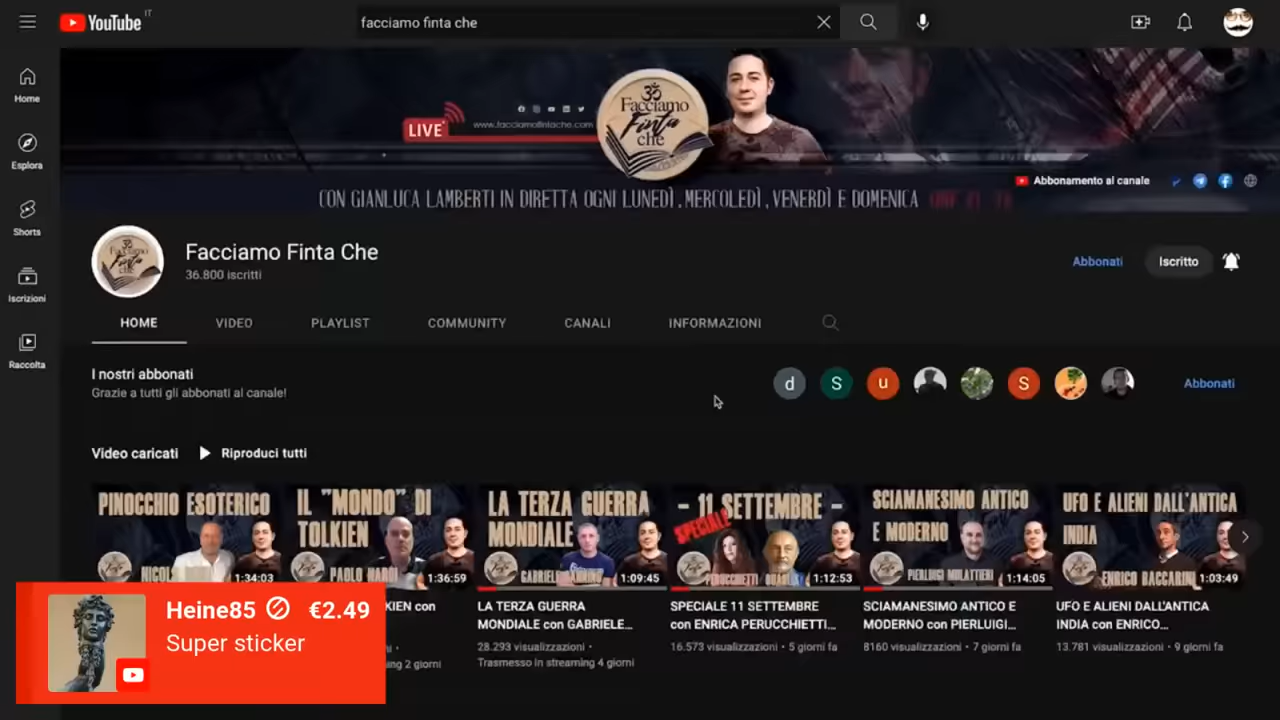 YouTube IT
facciamo finta che
Home
Esplora
Shorts
Iscrizioni
Raccolta
LIVE
www.facciamofintache.com
Facciamo
Finta
che
Abbonamento al canale
CON GIANLUCA LAMBERTI IN DIRETTA OGNI LUNEDÌ, MERCOLEDÌ, VENERDÌ E DOMENICA
Facciamo Finta Che
36.800 iscritti
Abbonati
Iscritto
HOME VIDEO PLAYLIST COMMUNITY CANALI INFORMAZIONI
I nostri abbonati
Grazie a tutti gli abbonati al canale!
d S u S
Abbonati
Video caricati Riproduci tutti
PINOCCHIO ESOTERICO
1:34:03
IL "MONDO" DI
TOLKIEN
1:36:59
KIEN con
2 giorni
LA TERZA GUERRA
MONDIALE
1:09:45
LA TERZA GUERRA
MONDIALE con GABRIELE...
28.293 visualizzazioni •
Trasmesso in streaming 4 giorni
- 11 SETTEMBRE -
SPECIALE
1:12:53
SPECIALE 11 SETTEMBRE
con ENRICA PERUCCHIETTI...
16.573 visualizzazioni • 5 giorni fa
SCIAMANESIMO ANTICO
E MODERNO
PIERLUIGI MOLATTIERI
1:14:05
SCIAMANESIMO ANTICO E
MODERNO con PIERLUIGI...
8160 visualizzazioni • 7 giorni fa
UFO E ALIENI DALL'ANTICA
INDIA
ENRICO BACCARINI
1:03:49
UFO E ALIENI DALL'ANTICA
INDIA con ENRICO...
13.781 visualizzazioni • 9 giorni fa
Heine85 €2.49
Super sticker